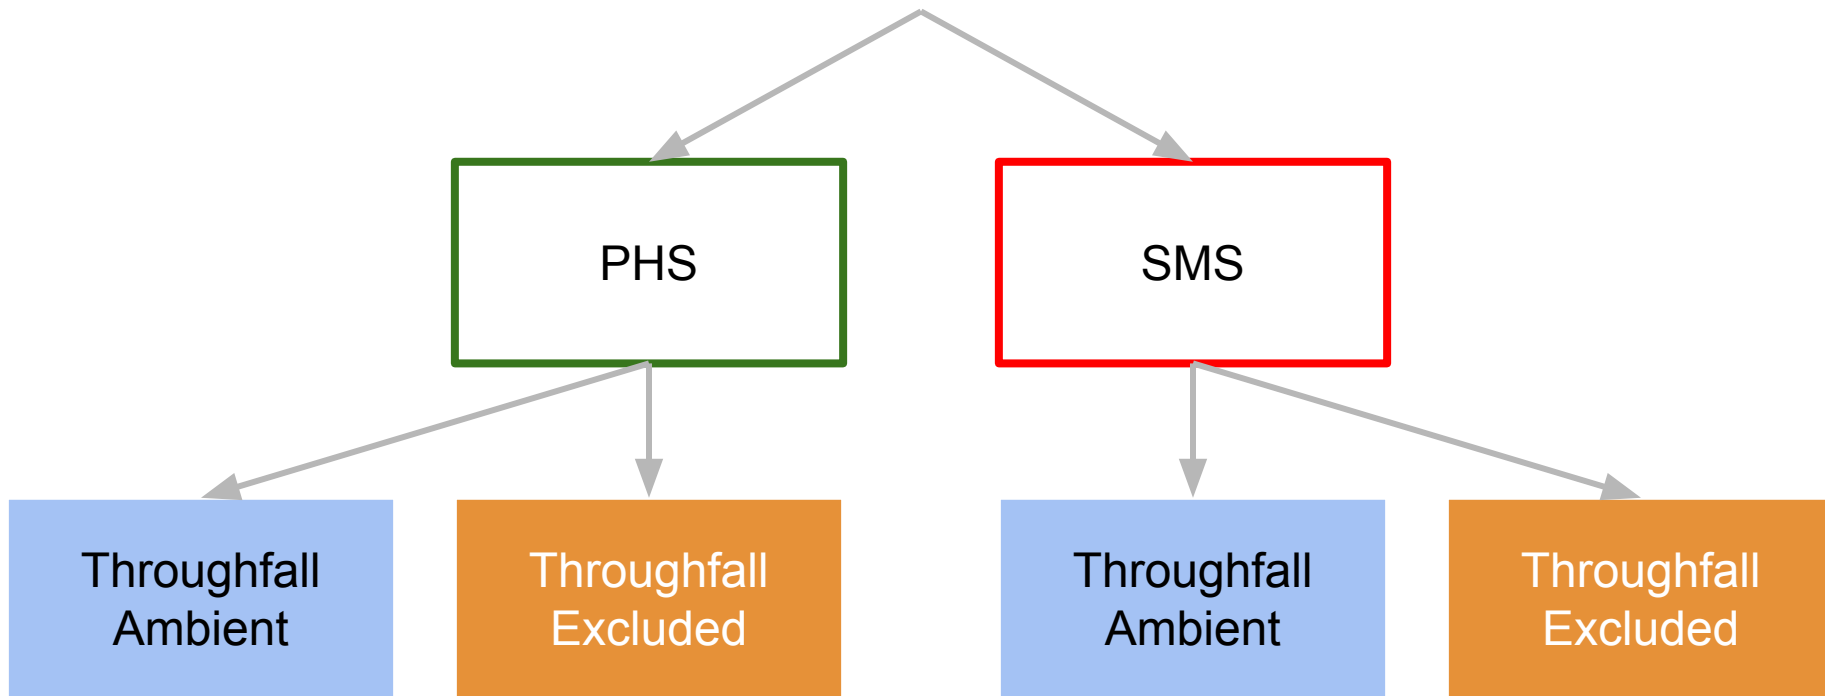 PHS
SMS
Throughfall
Ambient
Throughfall
Excluded
Throughfall
Ambient
Throughfall
Excluded